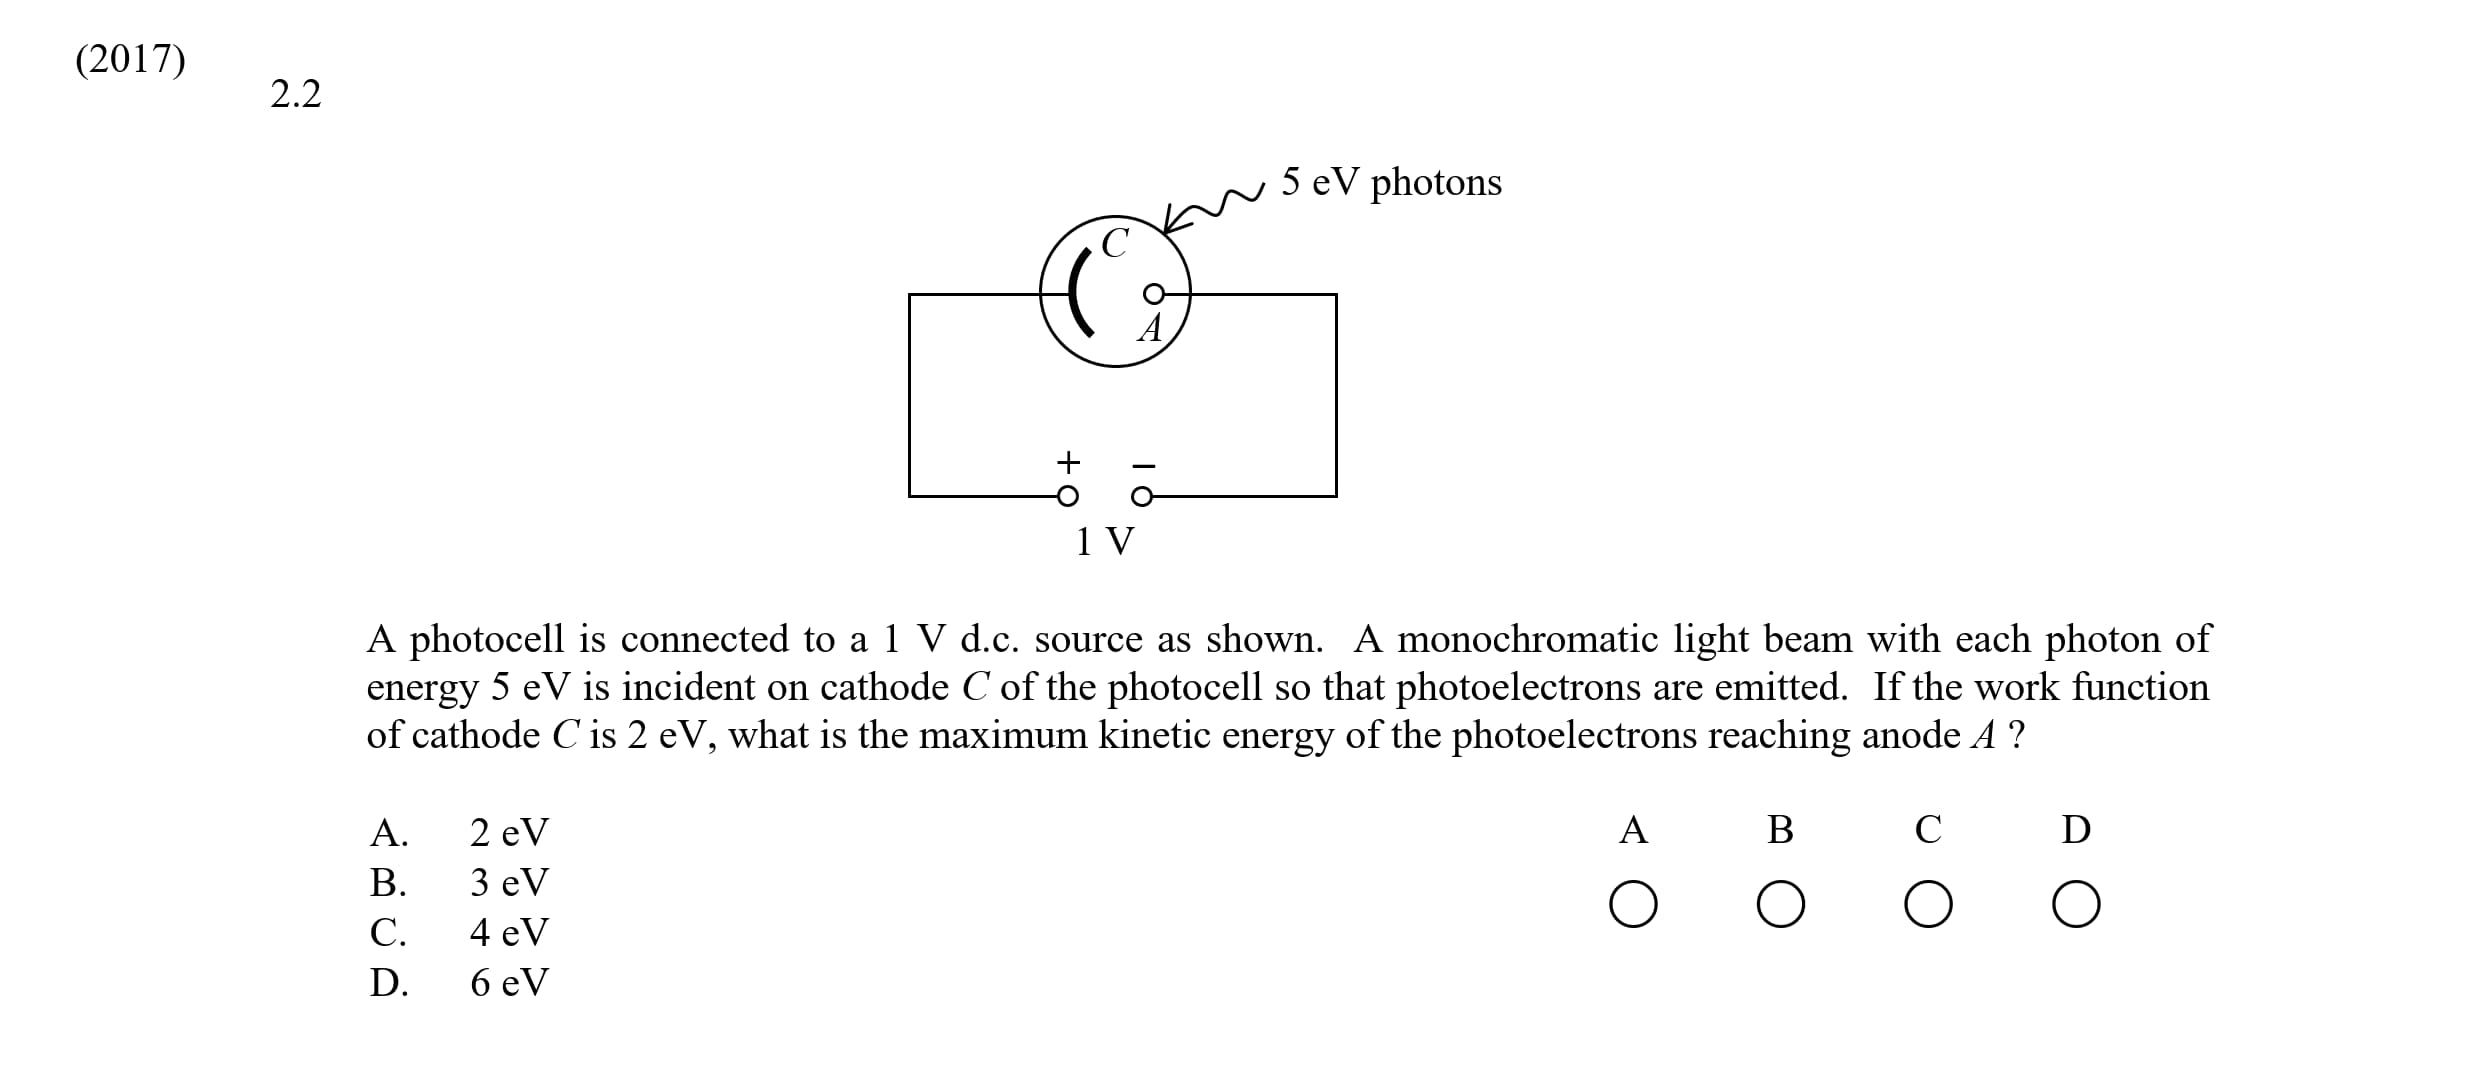 (2017)
2.2
5 eV photons
C
A
+ −
1 V
A photocell is connected to a 1 V d.c. source as shown. A monochromatic light beam with each photon of
energy 5 eV is incident on cathode C of the photocell so that photoelectrons are emitted. If the work function
of cathode C is 2 eV, what is the maximum kinetic energy of the photoelectrons reaching anode A ?
A. 2 eV
B. 3 eV
C. 4 eV
D. 6 eV
A B C D